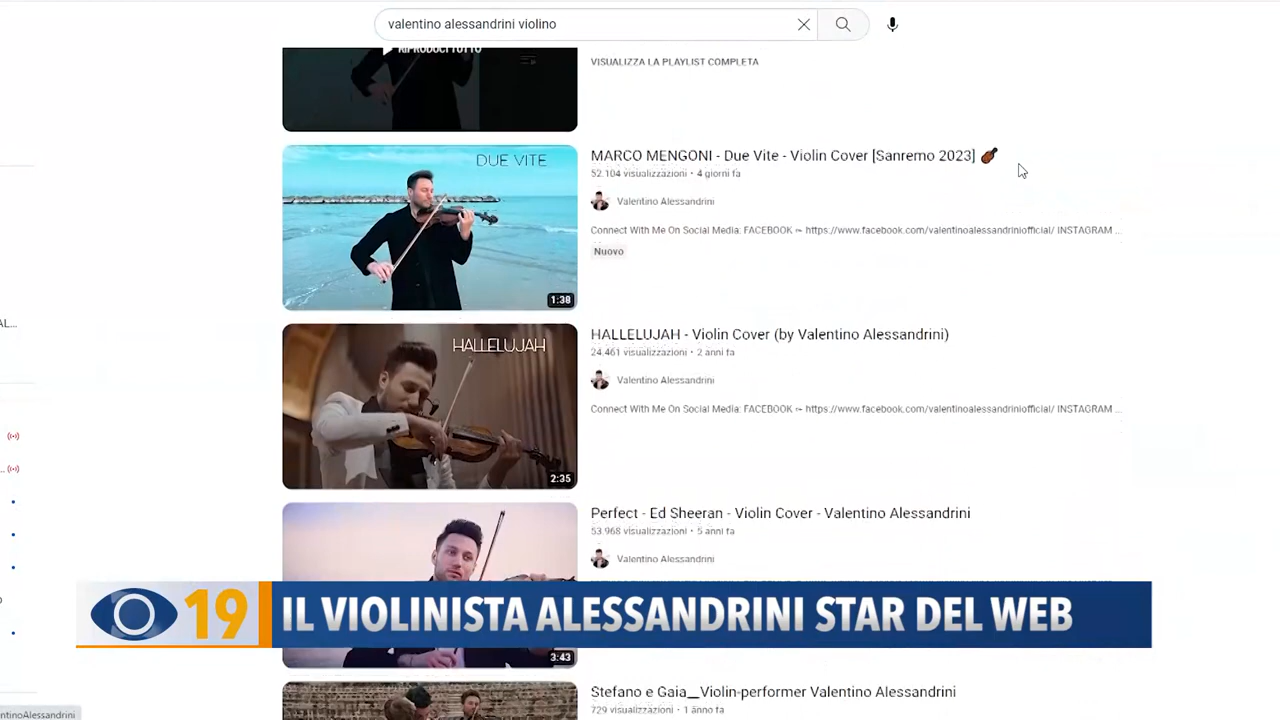 valentino alessandrini violino
RIPRODUCI TUTTO
VISUALIZZA LA PLAYLIST COMPLETA
DUE VITE
1:38
MARCO MENGONI - Due Vite - Violin Cover [Sanremo 2023] 🎻
52.104 visualizzazioni • 4 giorni fa
Valentino Alessandrini
Connect With Me On Social Media: FACEBOOK ➳ https://www.facebook.com/valentinoalessandriniofficial/ INSTAGRAM ...
Nuovo
AL...
HALLELUJAH
2:35
HALLELUJAH - Violin Cover (by Valentino Alessandrini)
24.461 visualizzazioni • 2 anni fa
Valentino Alessandrini
Connect With Me On Social Media: FACEBOOK ➳ https://www.facebook.com/valentinoalessandriniofficial/ INSTAGRAM ...
Perfect - Ed Sheeran - Violin Cover - Valentino Alessandrini
53.968 visualizzazioni • 5 anni fa
Valentino Alessandrini
19
IL VIOLINISTA ALESSANDRINI STAR DEL WEB
3:43
Stefano e Gaia__Violin-performer Valentino Alessandrini
729 visualizzazioni • 1 anno fa
ntinoAlessandrini